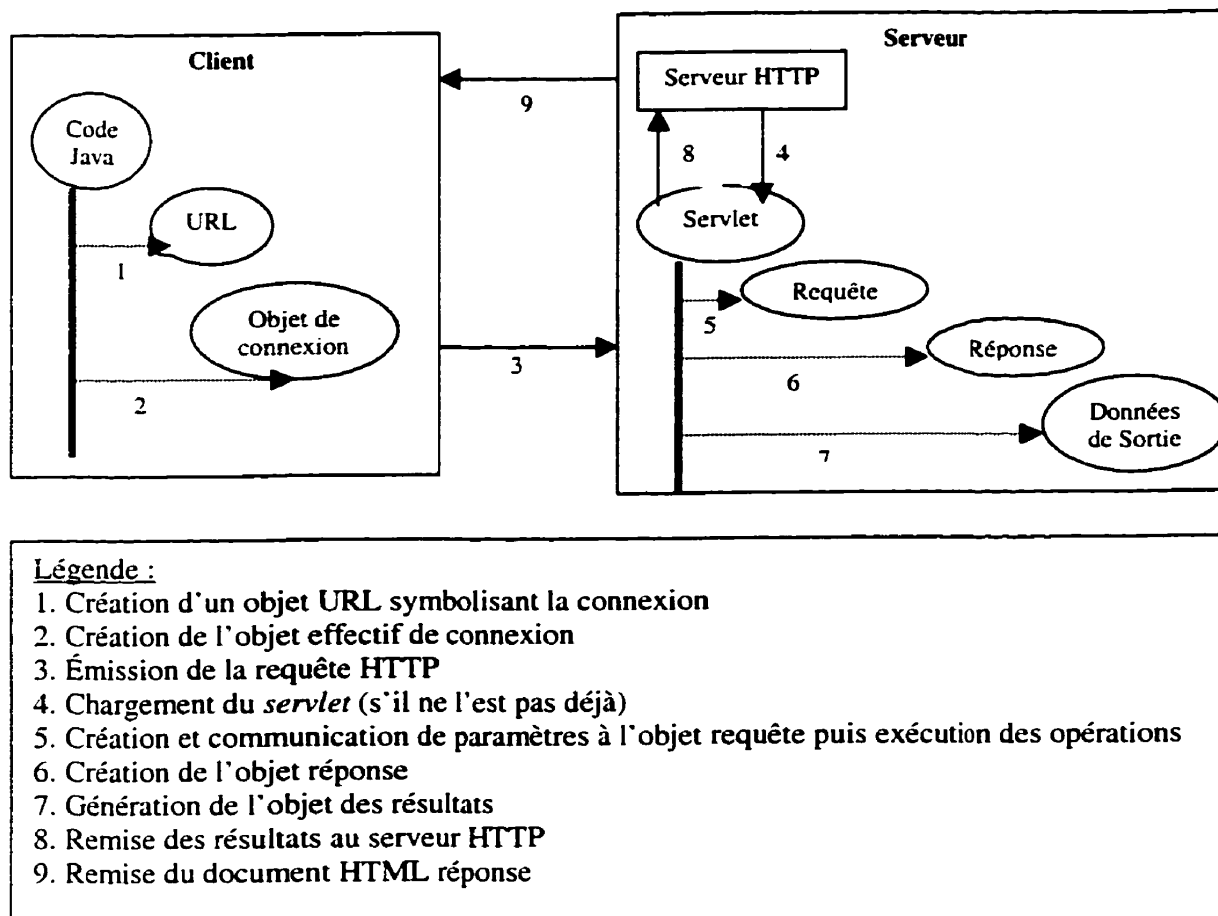 Client
Code
Java
URL
1
Objet de
connexion
2
9
3
Serveur
Serveur HTTP
8
4
Servlet
Requête
5
Réponse
6
Données
de Sortie
7
Légende :
1. Création d'un objet URL symbolisant la connexion
2. Création de l'objet effectif de connexion
3. Émission de la requête HTTP
4. Chargement du servlet (s'il ne l'est pas déjà)
5. Création et communication de paramètres à l'objet requête puis exécution des opérations
6. Création de l'objet réponse
7. Génération de l'objet des résultats
8. Remise des résultats au serveur HTTP
9. Remise du document HTML réponse